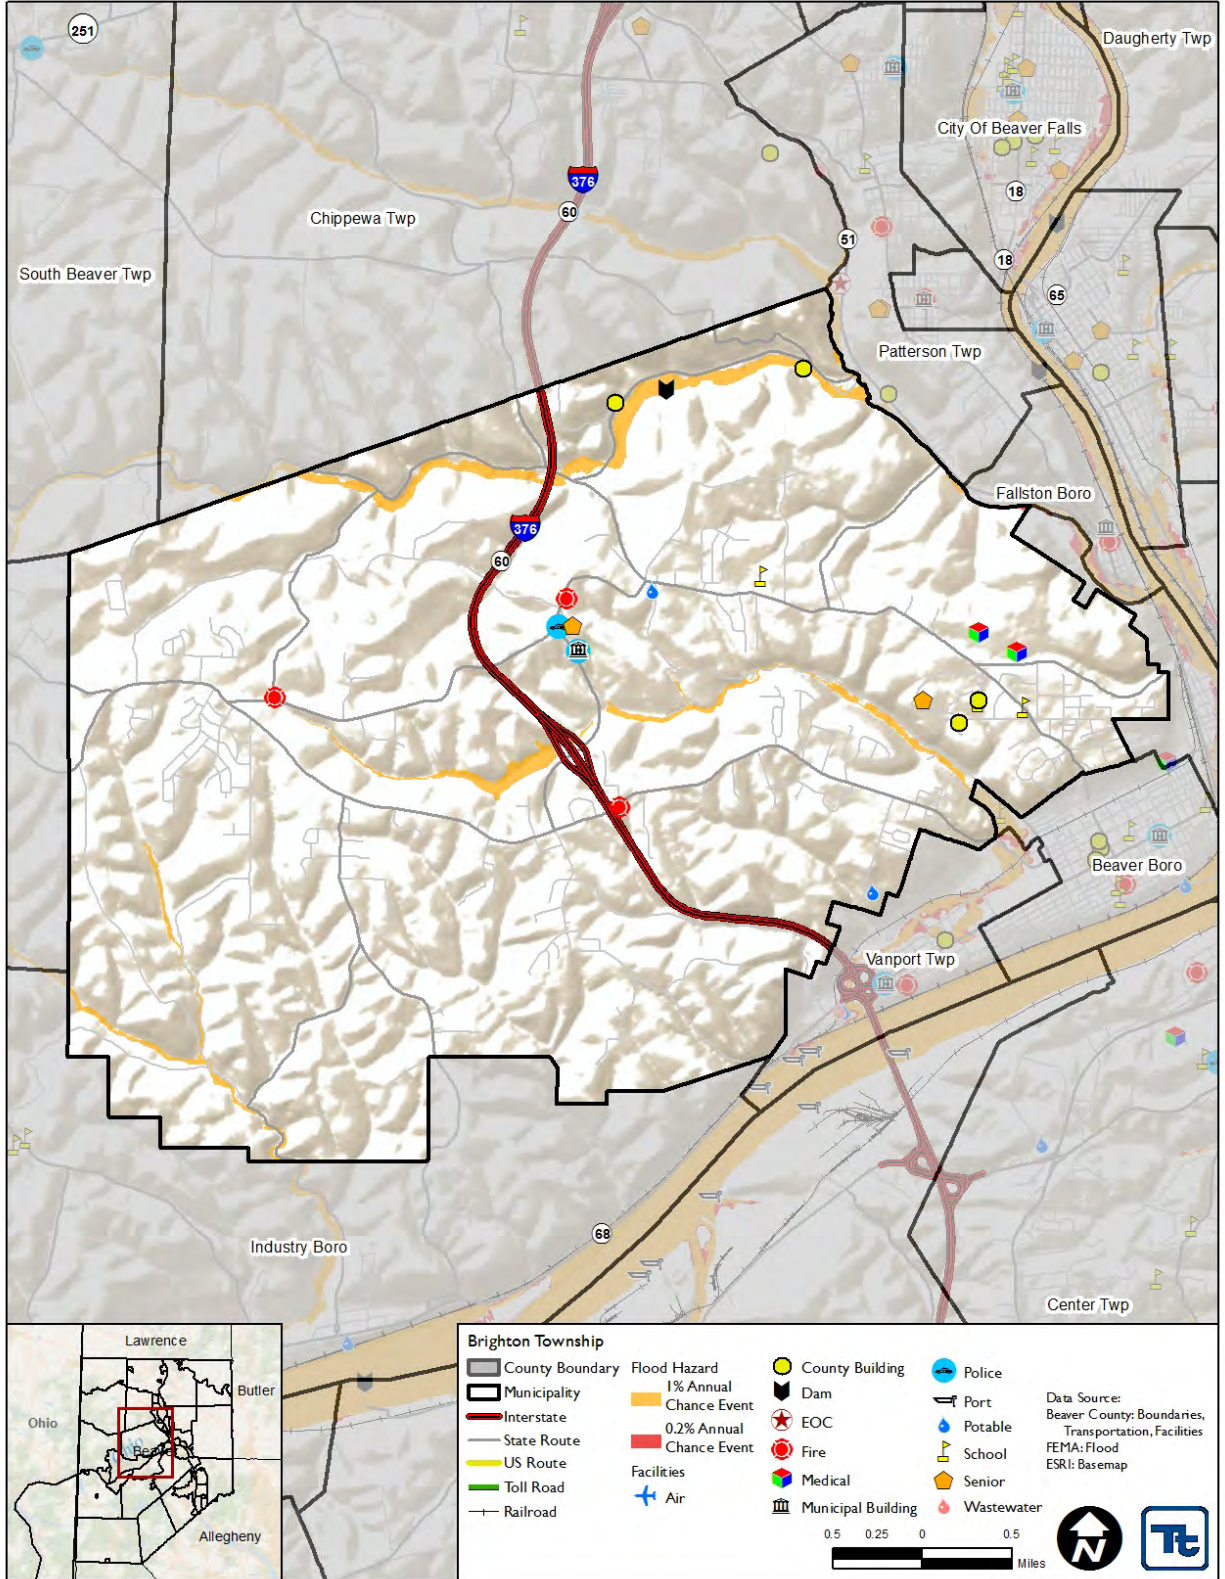 251
Daugherty Twp
City Of Beaver Falls
376
18
60
Chippewa Twp
51
18
South Beaver Twp
65
Patterson Twp
Fallston Boro
376
60
Beaver Boro
Vanport Twp
68
Industry Boro
Center Twp
Lawrence
Butler
Ohio
Ohio
Beaver
Allegheny
Brighton Township
County Boundary
Municipality
Interstate
State Route
US Route
Toll Road
Railroad
Flood Hazard
1% Annual
Chance Event
0.2% Annual
Chance Event
Facilities
Air
County Building
Dam
EOC
Fire
Medical
Municipal Building
Police
Port
Potable
School
Senior
Wastewater
0.5 0.25 0 0.5
Miles
Data Source:
Beaver County: Boundaries,
Transportation, Facilities
FEMA: Flood
ESRI: Basemap
N
Tt